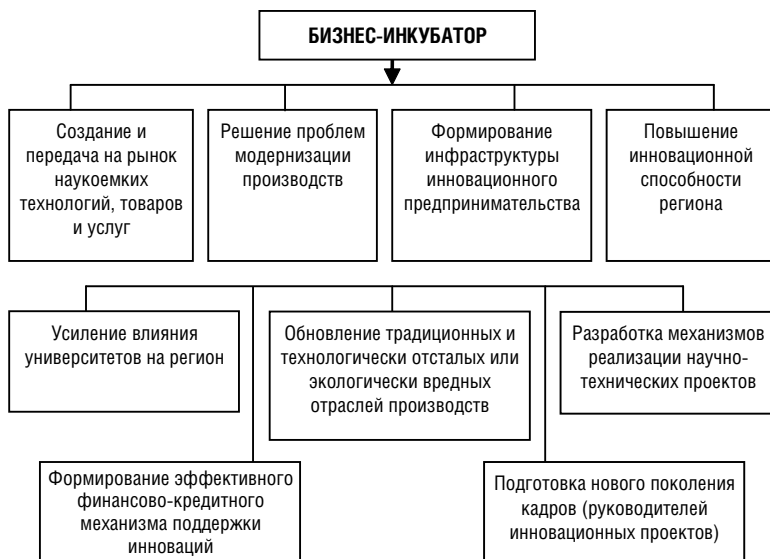 БИЗНЕС-ИНКУБАТОР
Создание и
передача на рынок
наукоемких
технологий, товаров
и услуг
Решение проблем
модернизации
производств
Формирование
инфраструктуры
инновационного
предпринимательства
Повышение
инновационной
способности
региона
Усиление влияния
университетов на регион
Обновление традиционных и
технологически отсталых или
экологически вредных
отраслей производств
Разработка механизмов
реализации научно-
технических проектов
Формирование эффективного
финансово-кредитного
механизма поддержки
инноваций
Подготовка нового поколения
кадров (руководителей
инновационных проектов)